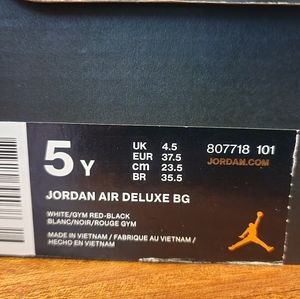 5 Y
UK 4.5
EUR 37.5
cm 23.5
BR 35.5
807718 101
JORDAN.COM
JORDAN AIR DELUXE BG
WHITE/GYM RED-BLACK
BLANC/NOIR/ROUGE GYM
MADE IN VIETNAM / FABRIQUE AU VIETNAM /
HECHO EN VIETNAM